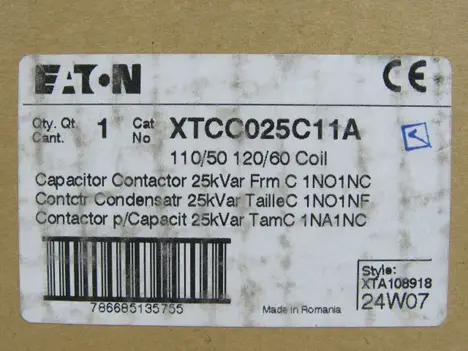 EATON
CE
Qty. Qt. Cant. 1 Cat No XTCC025C11A
110/50 120/60 Coil
Capacitor Contactor 25kVar Frm C 1NO1NC
Contctr Condensatr 25kVar TailleC 1NO1NF
Contactor p/Capacit 25kVar TamC 1NA1NC
786685135755
Made in Romania
Style:
XTA108918
24W07